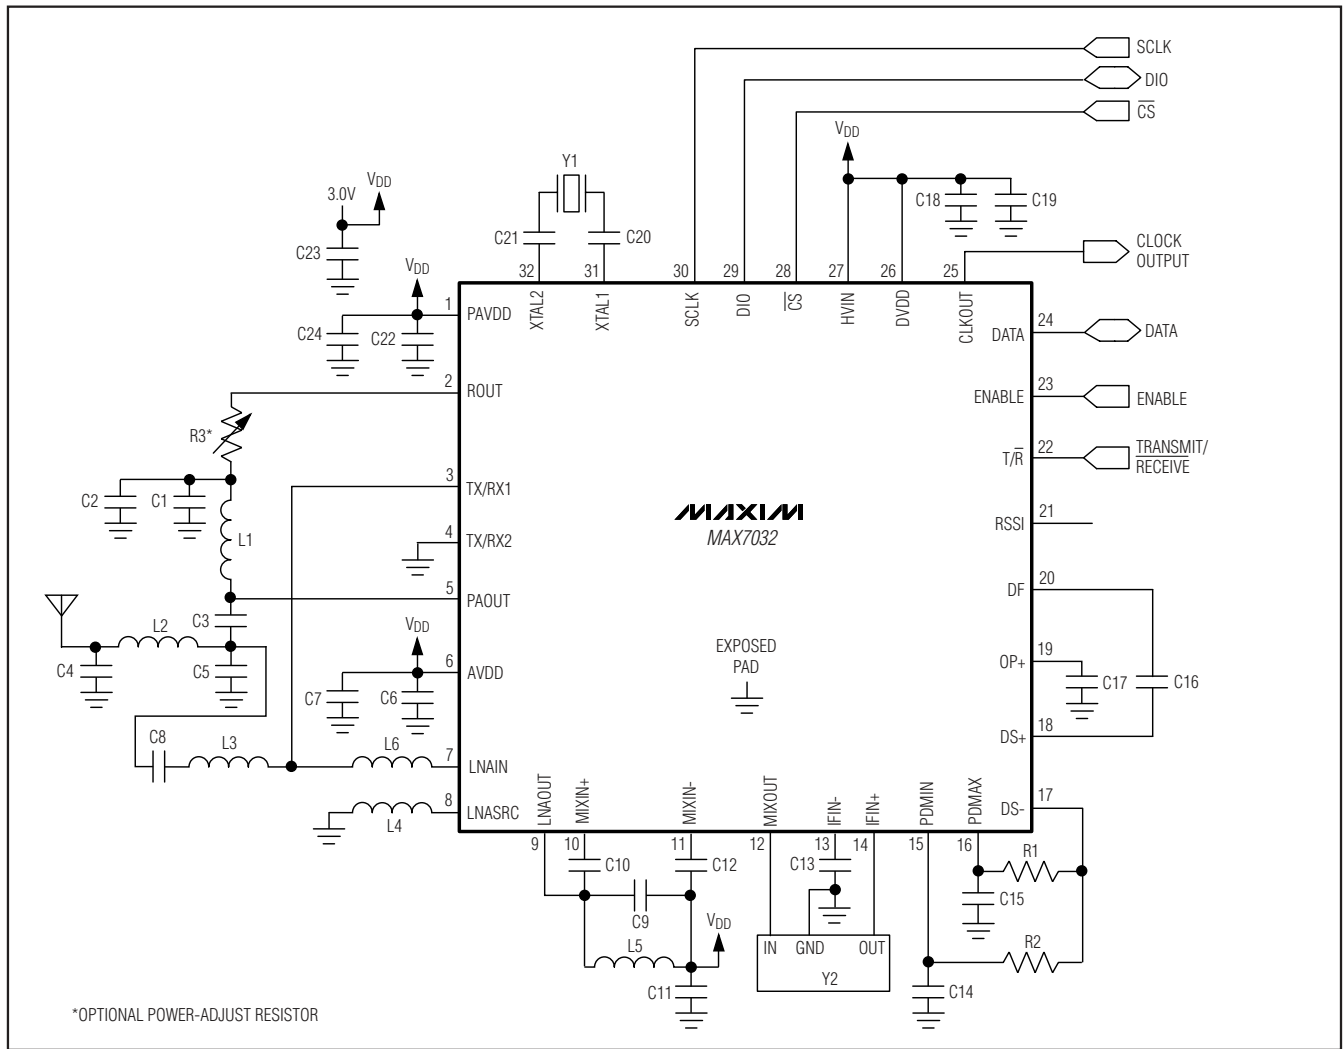 SCLK
DIO
C̅S̅
VDD
Y1
3.0V
VDD
C18
C19
C21
C20
C23
CLOCK
OUTPUT
VDD
32
31
30
29
28
27
26
25
1
PAVDD
XTAL2
XTAL1
SCLK
DIO
C̅S̅
HVIN
DVDD
CLKOUT
C24
C22
24
DATA
DATA
2
ROUT
23
ENABLE
ENABLE
R3*
22
T/R̅
TRANSMIT/
R̅E̅C̅E̅I̅V̅E̅
3
TX/RX1
C2
C1
MAXIM
MAX7032
21
RSSI
4
TX/RX2
L1
5
PAOUT
20
DF
C3
L2
VDD
EXPOSED
PAD
19
OP+
C4
C5
6
AVDD
C7
C6
C17
C16
18
DS+
C8
L3
L6
7
LNAIN
8
LNASRC
L4
LNAOUT
MIXIN+
MIXIN-
MIXOUT
IFIN-
IFIN+
PDMIN
PDMAX
17
DS-
9
10
11
12
13
14
15
16
C10
C12
C13
R1
C15
C9
VDD
L5
IN
GND
OUT
Y2
R2
C11
C14
*OPTIONAL POWER-ADJUST RESISTOR